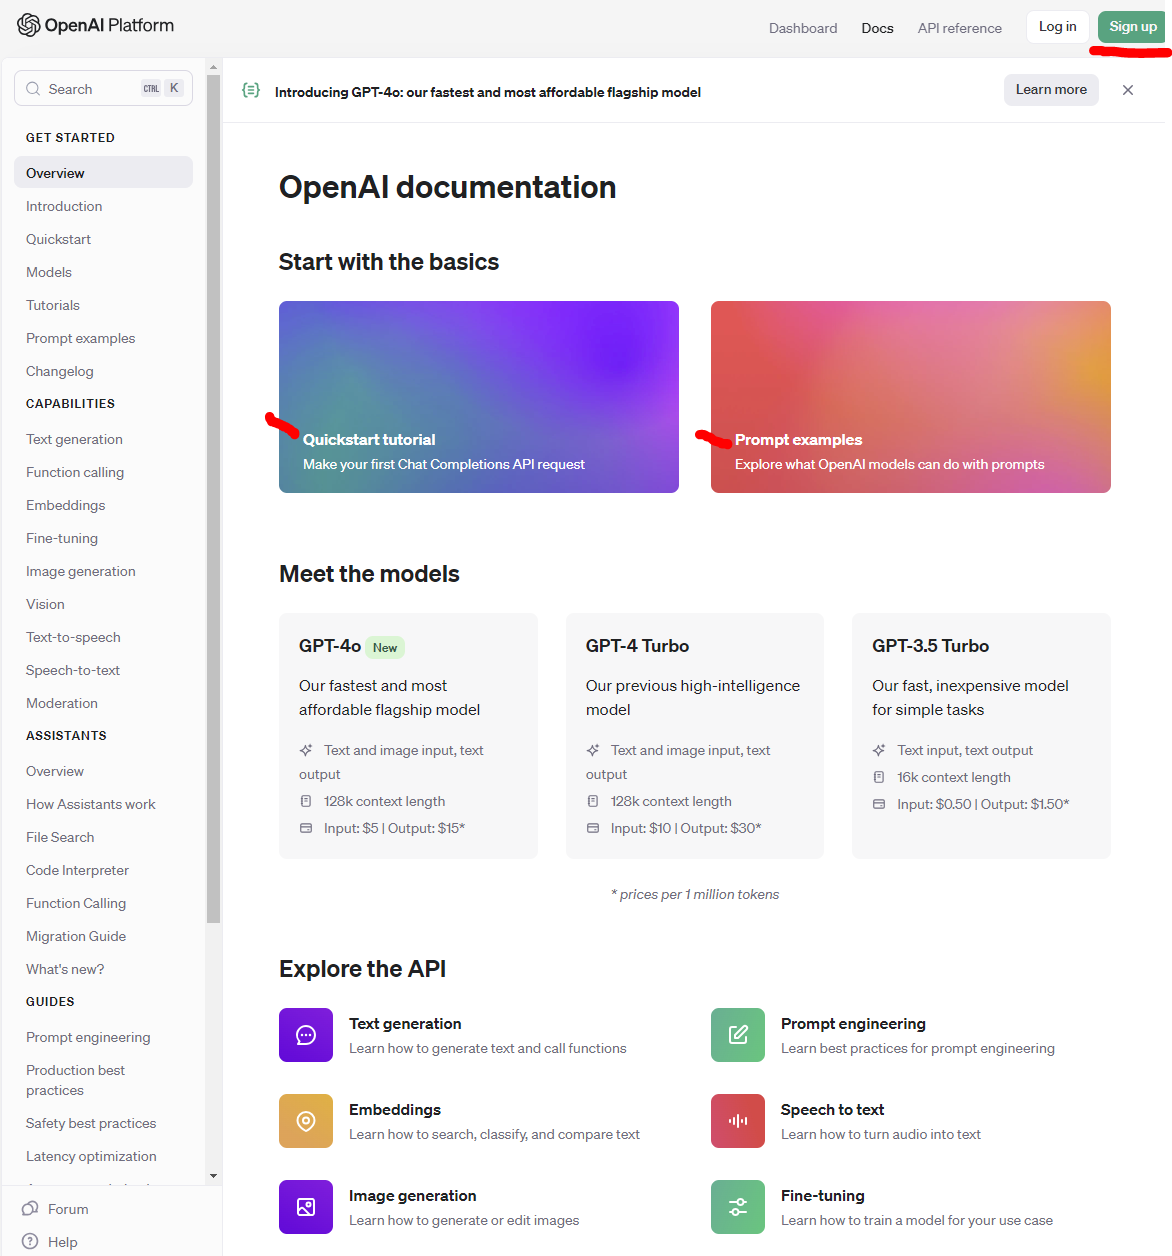 OpenAI Platform
Dashboard
Docs
API reference
Log in
Sign up
Search
CTRL K
GET STARTED
Overview
Introduction
Quickstart
Models
Tutorials
Prompt examples
Changelog
CAPABILITIES
Text generation
Function calling
Embeddings
Fine-tuning
Image generation
Vision
Text-to-speech
Speech-to-text
Moderation
ASSISTANTS
Overview
How Assistants work
File Search
Code Interpreter
Function Calling
Migration Guide
What's new?
GUIDES
Prompt engineering
Production best
practices
Safety best practices
Latency optimization
Forum
Help
Introducing GPT-4o: our fastest and most affordable flagship model
Learn more
OpenAI documentation
Start with the basics
Quickstart tutorial
Make your first Chat Completions API request
Prompt examples
Explore what OpenAI models can do with prompts
Meet the models
GPT-4o New
Our fastest and most
affordable flagship model
Text and image input, text
output
128k context length
Input: $5 | Output: $15*
GPT-4 Turbo
Our previous high-intelligence
model
Text and image input, text
output
128k context length
Input: $10 | Output: $30*
GPT-3.5 Turbo
Our fast, inexpensive model
for simple tasks
Text input, text output
16k context length
Input: $0.50 | Output: $1.50*
* prices per 1 million tokens
Explore the API
Text generation
Learn how to generate text and call functions
Prompt engineering
Learn best practices for prompt engineering
Embeddings
Learn how to search, classify, and compare text
Speech to text
Learn how to turn audio into text
Image generation
Learn how to generate or edit images
Fine-tuning
Learn how to train a model for your use case